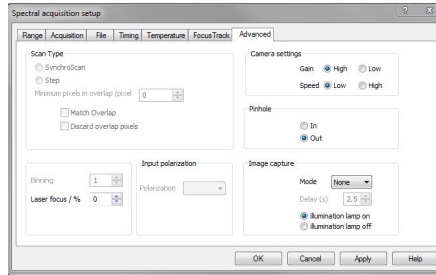 Spectral acquisition setup
Range Acquisition File Timing Temperature FocusTrack Advanced
Scan Type
SynchroScan
Step
Minimum pixels in overlap /pixel 0
Match Overlap
Discard overlap pixels
Camera settings
Gain High Low
Speed Low High
Pinhole
In
Out
Binning 1
Laser focus / % 0
Input polarization
Polarization
Image capture
Mode None
Delay (s) 2.5
illumination lamp on
illumination lamp off
OK Cancel Apply Help